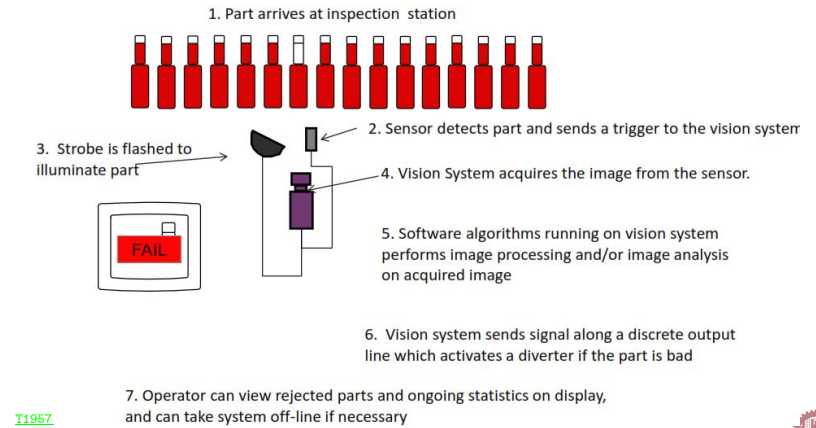 1. Part arrives at inspection station
2. Sensor detects part and sends a trigger to the vision system
3. Strobe is flashed to
illuminate part
4. Vision System acquires the image from the sensor.
FAIL
5. Software algorithms running on vision system
performs image processing and/or image analysis
on acquired image
6. Vision system sends signal along a discrete output
line which activates a diverter if the part is bad
7. Operator can view rejected parts and ongoing statistics on display,
and can take system off-line if necessary
T1957